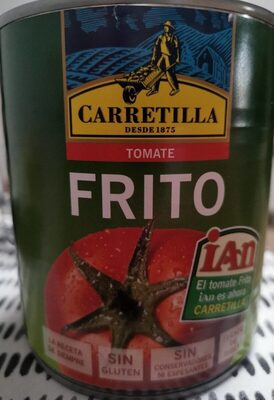 CARRETILLA
DESDE 1875
TOMATE
FRITO
ian
El tomate Frito
ian es ahora
CARRETILLA
LA RECETA
DE SIEMPRE
SIN
GLUTEN
SIN
CONSERVANTES
NI ESPESANTES